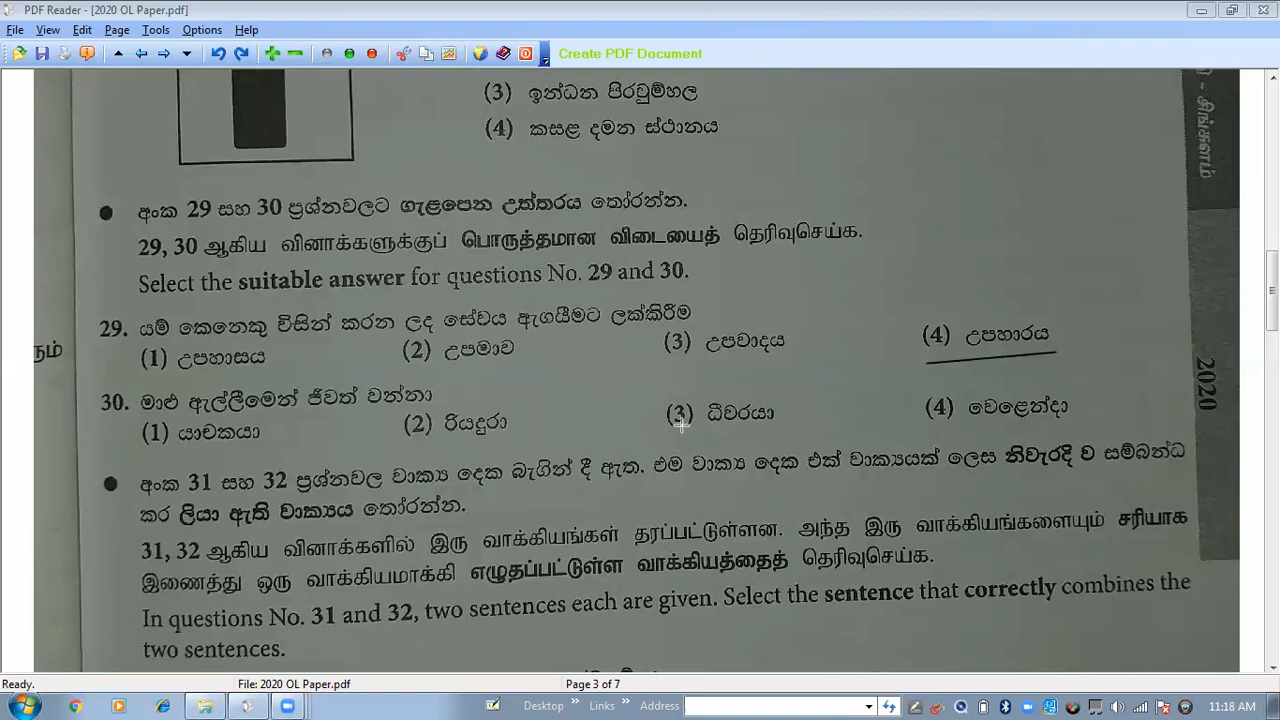 PDF Reader - [2020 OL Paper.pdf]
File View Edit Page Tools Options Help
Create PDF Document
(3) ඉන්ධන පිරවුම්හල
(4) කසළ දමන ස්ථානය
சிங்களம்
● අංක 29 සහ 30 ප්‍රශ්නවලට ගැළපෙන උත්තරය තෝරන්න.
29, 30 ஆகிய வினாக்களுக்குப் பொருத்தமான விடையைத் தெரிவுசெய்க.
Select the suitable answer for questions No. 29 and 30.
29. යම් කෙනෙකු විසින් කරන ලද සේවය ඇගයීමට ලක්කිරීම
(1) උපහාසය (2) උපමාව (3) උපවාදය (4) උපහාරය
2020
30. මාළු ඇල්ලීමෙන් ජීවත් වන්නා
(1) යාචකයා (2) රියදුරා (3) ධීවරයා (4) වෙළෙන්දා
● අංක 31 සහ 32 ප්‍රශ්නවල වාක්‍ය දෙක බැගින් දී ඇත. එම වාක්‍ය දෙක එක් වාක්‍යයක් ලෙස නිවැරදි ව සම්බන්ධ
කර ලියා ඇති වාක්‍යය තෝරන්න.
31, 32 ஆகிய வினாக்களில் இரு வாக்கியங்கள் தரப்பட்டுள்ளன. அந்த இரு வாக்கியங்களையும் சரியாக
இணைத்து ஒரு வாக்கியமாக்கி எழுதப்பட்டுள்ள வாக்கியத்தைத் தெரிவுசெய்க.
In questions No. 31 and 32, two sentences each are given. Select the sentence that correctly combines the
two sentences.
Ready. File: 2020 OL Paper.pdf Page 3 of 7
Desktop » Links » Address 11:18 AM